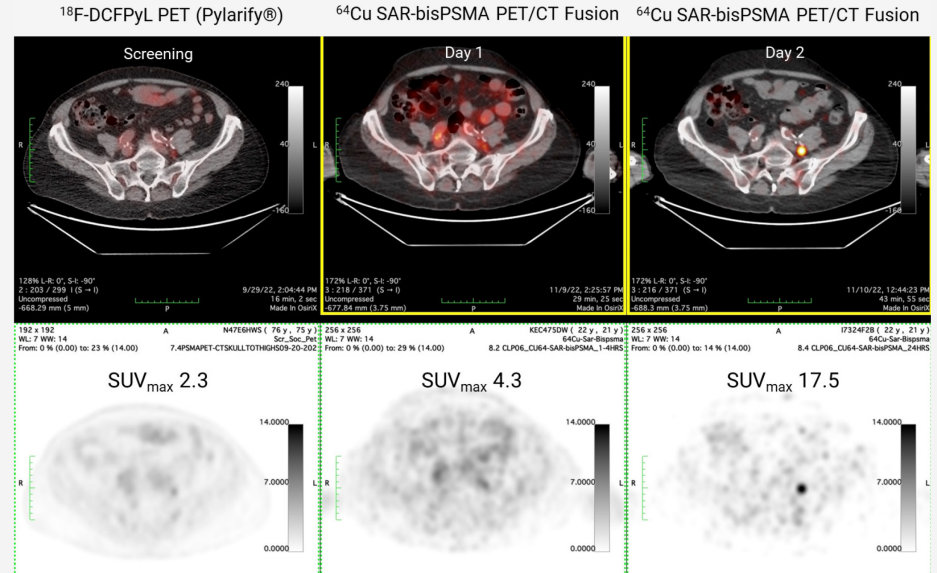 ¹⁸F-DCFPyL PET (Pylarify®)
⁶⁴Cu SAR-bisPSMA PET/CT Fusion
⁶⁴Cu SAR-bisPSMA PET/CT Fusion
Screening
240
40
-160
R
L
128% L-R: 0°, S-I: -90°
2 : 203 / 299 I (S → I)
Uncompressed
-668.29 mm (5 mm)
P
9/29/22, 2:04:44 PM
16 min, 2 sec
Made In OsiriX
Day 1
240
40
-160
R
L
172% L-R: 0°, S-I: -90°
3 : 218 / 371 (S → I)
Uncompressed
-677.84 mm (3.75 mm)
P
11/9/22, 2:25:57 PM
29 min, 25 sec
Made In OsiriX
Day 2
240
40
-160
R
L
172% L-R: 0°, S-I: -90°
3 : 216 / 371 (S → I)
Uncompressed
-688.3 mm (3.75 mm)
P
11/10/22, 12:44:23 PM
43 min, 55 sec
Made In OsiriX
192 x 192
WL: 7 WW: 14
From: 0 % (0.00) to: 23 % (14.00)
A
N47E6HWS ( 76 y, 75 y)
Scr_Soc_Pet
7.4PSMAPET-CTSKULLTOTHIGHS09-20-202
SUVmax 2.3
14.0000
7.0000
0.0000
R
L
256 x 256
WL: 7 WW: 14
From: 0 % (0.00) to: 29 % (14.00)
A
KEC475DW ( 22 y, 21 y)
64Cu-Sar-Bispsma
8.2 CLP06_CU64-SAR-bisPSMA_1-4HRS
SUVmax 4.3
14.0000
7.0000
0.0000
R
L
256 x 256
WL: 7 WW: 14
From: 0 % (0.00) to: 14 % (14.00)
A
I7324F2B ( 22 y, 21 y)
64Cu-Sar-Bispsma
8.4 CLP06_CU64-SAR-bisPSMA_24HRS
SUVmax 17.5
14.0000
7.0000
0.0000
R
L